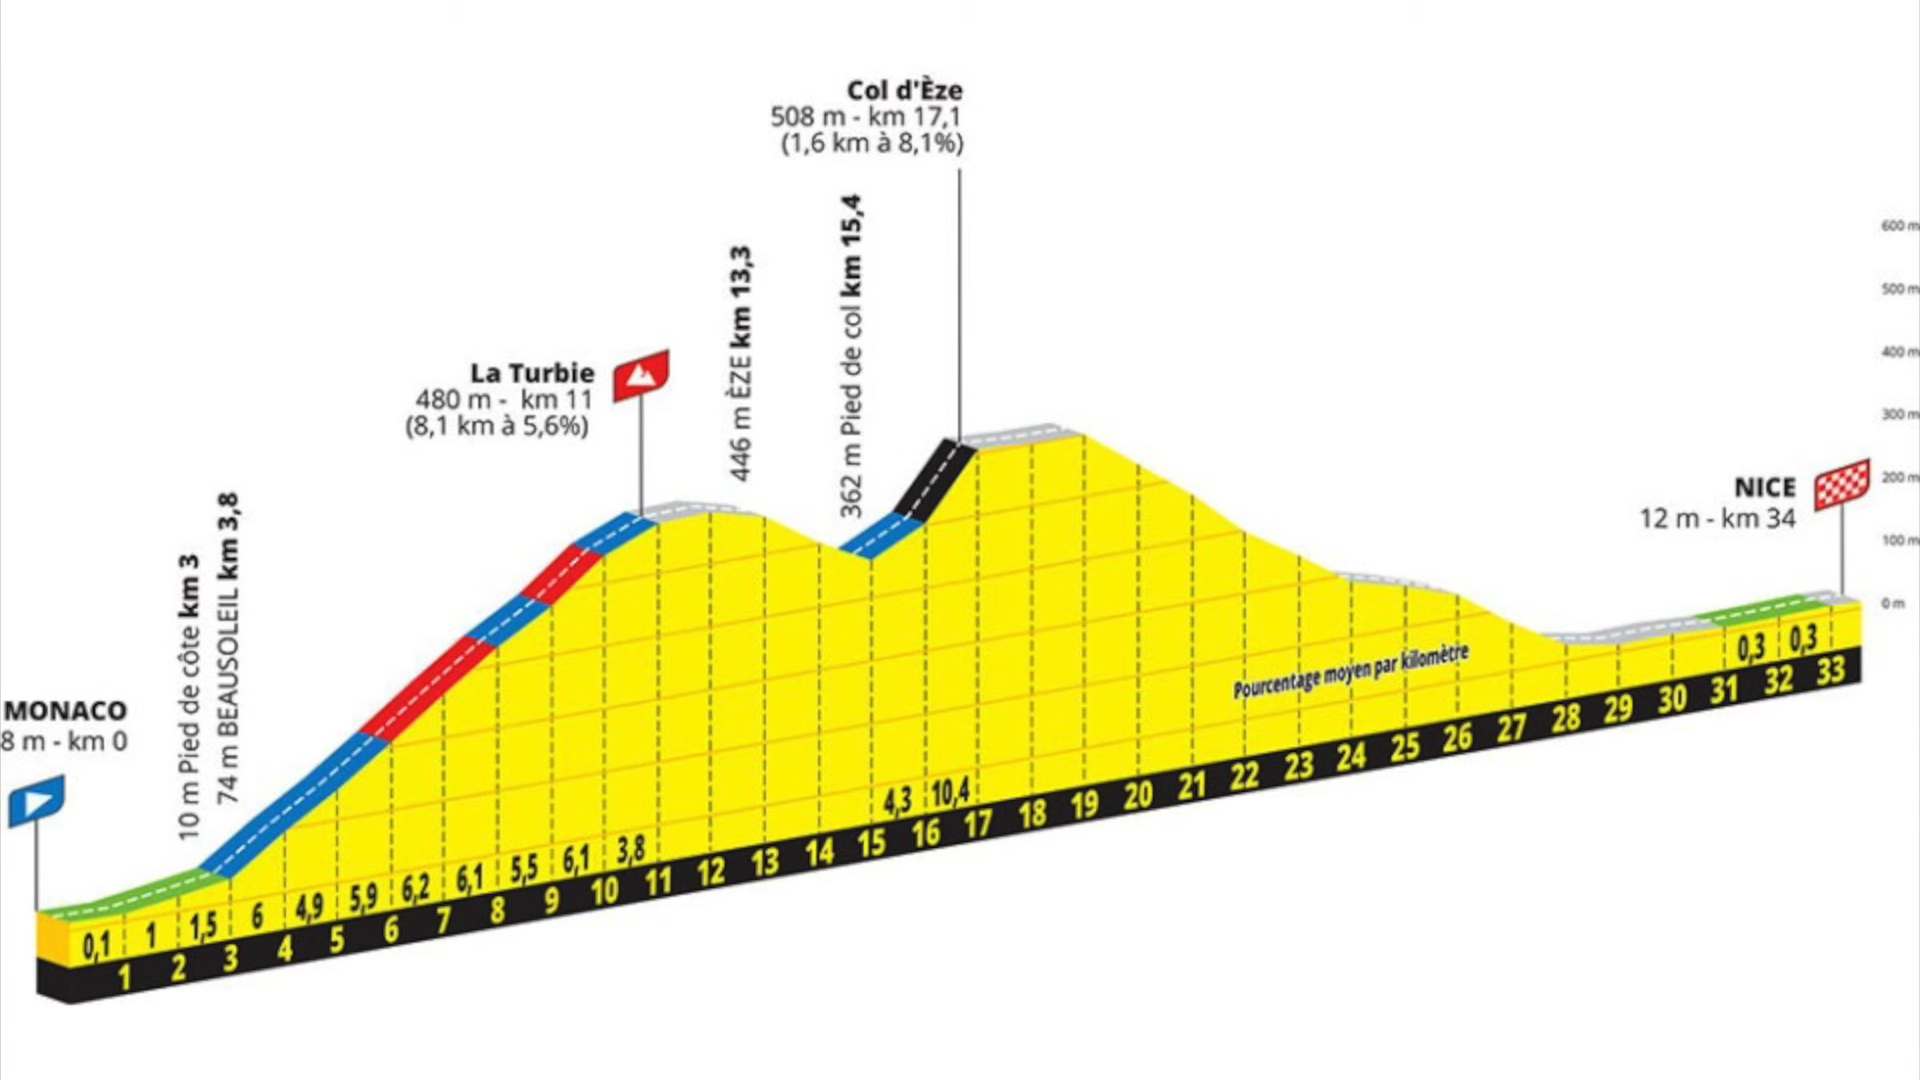 Col d'Èze
508 m - km 17,1
(1,6 km à 8,1%)
La Turbie
480 m - km 11
(8,1 km à 5,6%)
MONACO
8 m - km 0
10 m Pied de côte km 3
74 m BEAUSOLEIL km 3,8
446 m ÈZE km 13,3
362 m Pied de col km 15,4
NICE
12 m - km 34
600 m
500 m
400 m
300 m
200 m
100 m
0 m
Pourcentage moyen par kilomètre
0,1 1 1,5 6 4,9 5,9 6,2 6,1 5,5 6,1 3,8 4,3 10,4 0,3 0,3
1 2 3 4 5 6 7 8 9 10 11 12 13 14 15 16 17 18 19 20 21 22 23 24 25 26 27 28 29 30 31 32 33